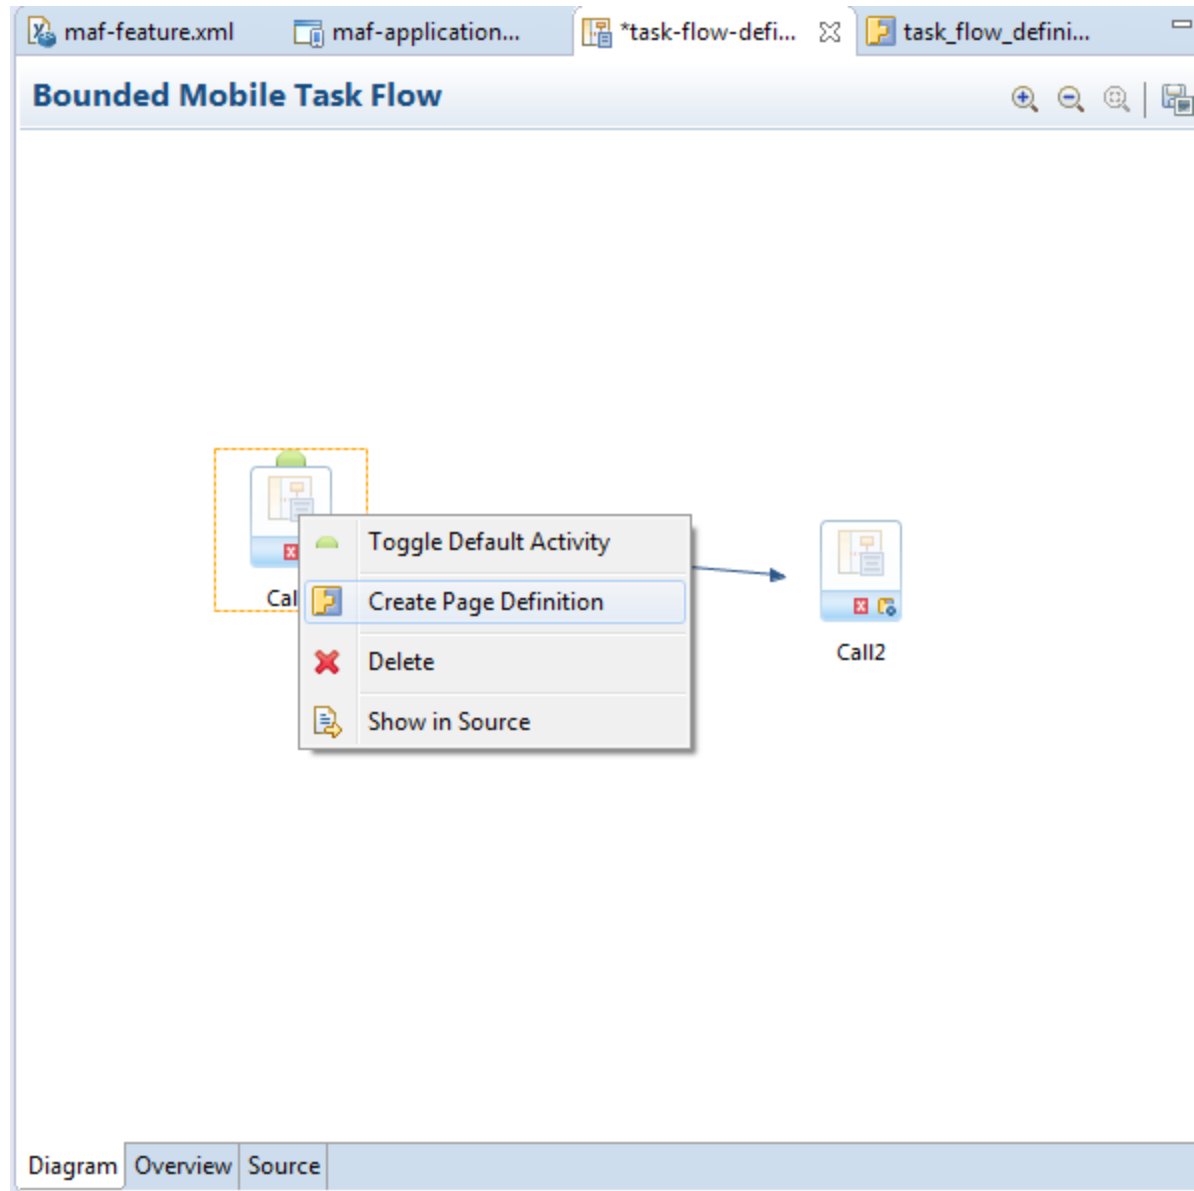 maf-feature.xml maf-application... *task-flow-defi... task_flow_defini...
Bounded Mobile Task Flow
Toggle Default Activity
Create Page Definition
Cal
Delete
Call2
Show in Source
Diagram Overview Source